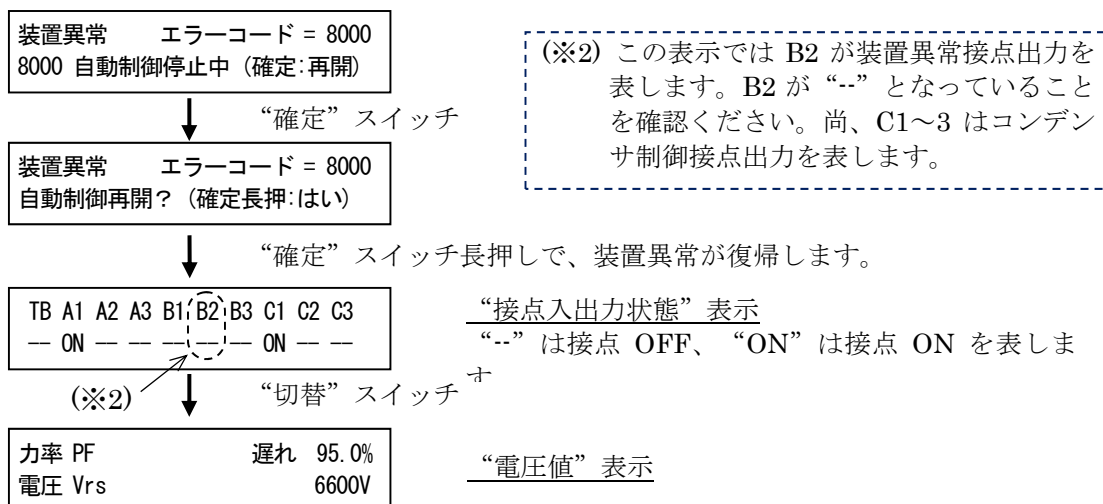 装置異常 エラーコード = 8000
8000 自動制御停止中 (確定:再開)
(※2) この表示では B2 が装置異常接点出力を
表します。B2 が “--” となっていること
を確認ください。尚、C1～3 はコンデン
サ制御接点出力を表します。
“確定” スイッチ
装置異常 エラーコード = 8000
自動制御再開? (確定長押:はい)
“確定” スイッチ長押しで、装置異常が復帰します。
TB A1 A2 A3 B1 B2 B3 C1 C2 C3
-- ON -- -- -- -- -- ON -- --
“接点入出力状態” 表示
“--” は接点 OFF、“ON” は接点 ON を表しま
す
(※2)
“切替” スイッチ
力率 PF 遅れ 95.0%
電圧 Vrs 6600V
“電圧値” 表示